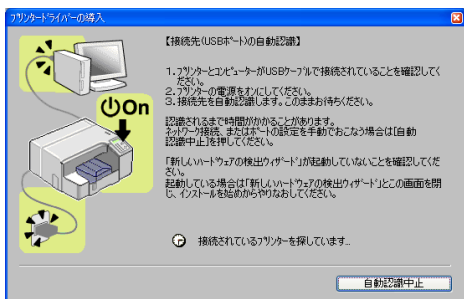 プリンタードライバーの導入
【接続先(USBポート)の自動認識】
1. プリンターとコンピューターがUSBケーブルで接続されていることを確認してく
ださい。
2. プリンターの電源をオンにしてください。
3. 接続先を自動認識します。このままお待ちください。
認識されるまで時間がかかることがあります。
ネットワーク接続、またはポートの設定を手動でおこなう場合は[自動
認識中止]を押してください。
「新しいハードウェアの検出ウィザード」が起動していないことを確認してくだ
さい。
起動している場合は「新しいハードウェアの検出ウィザード」とこの画面を閉
じ、インストールを始めからやりなおしてください。
On
接続されているプリンターを探しています...
自動認識中止